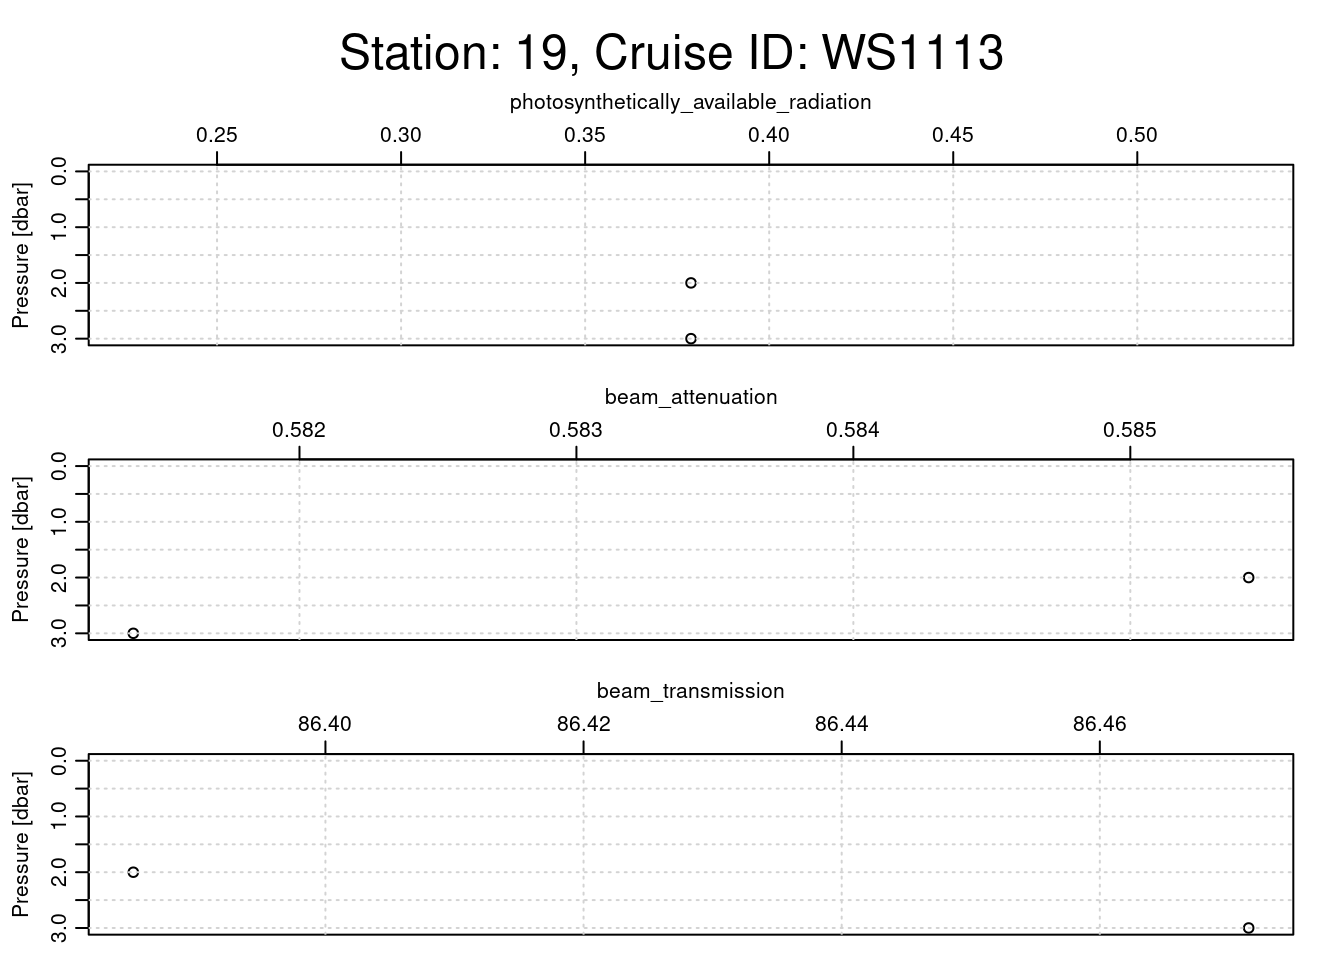 Station: 19, Cruise ID: WS1113
photosynthetically_available_radiation
0.25 0.30 0.35 0.40 0.45 0.50
Pressure [dbar]
0.0 1.0 2.0 3.0
beam_attenuation
0.582 0.583 0.584 0.585
Pressure [dbar]
0.0 1.0 2.0 3.0
beam_transmission
86.40 86.42 86.44 86.46
Pressure [dbar]
0.0 1.0 2.0 3.0